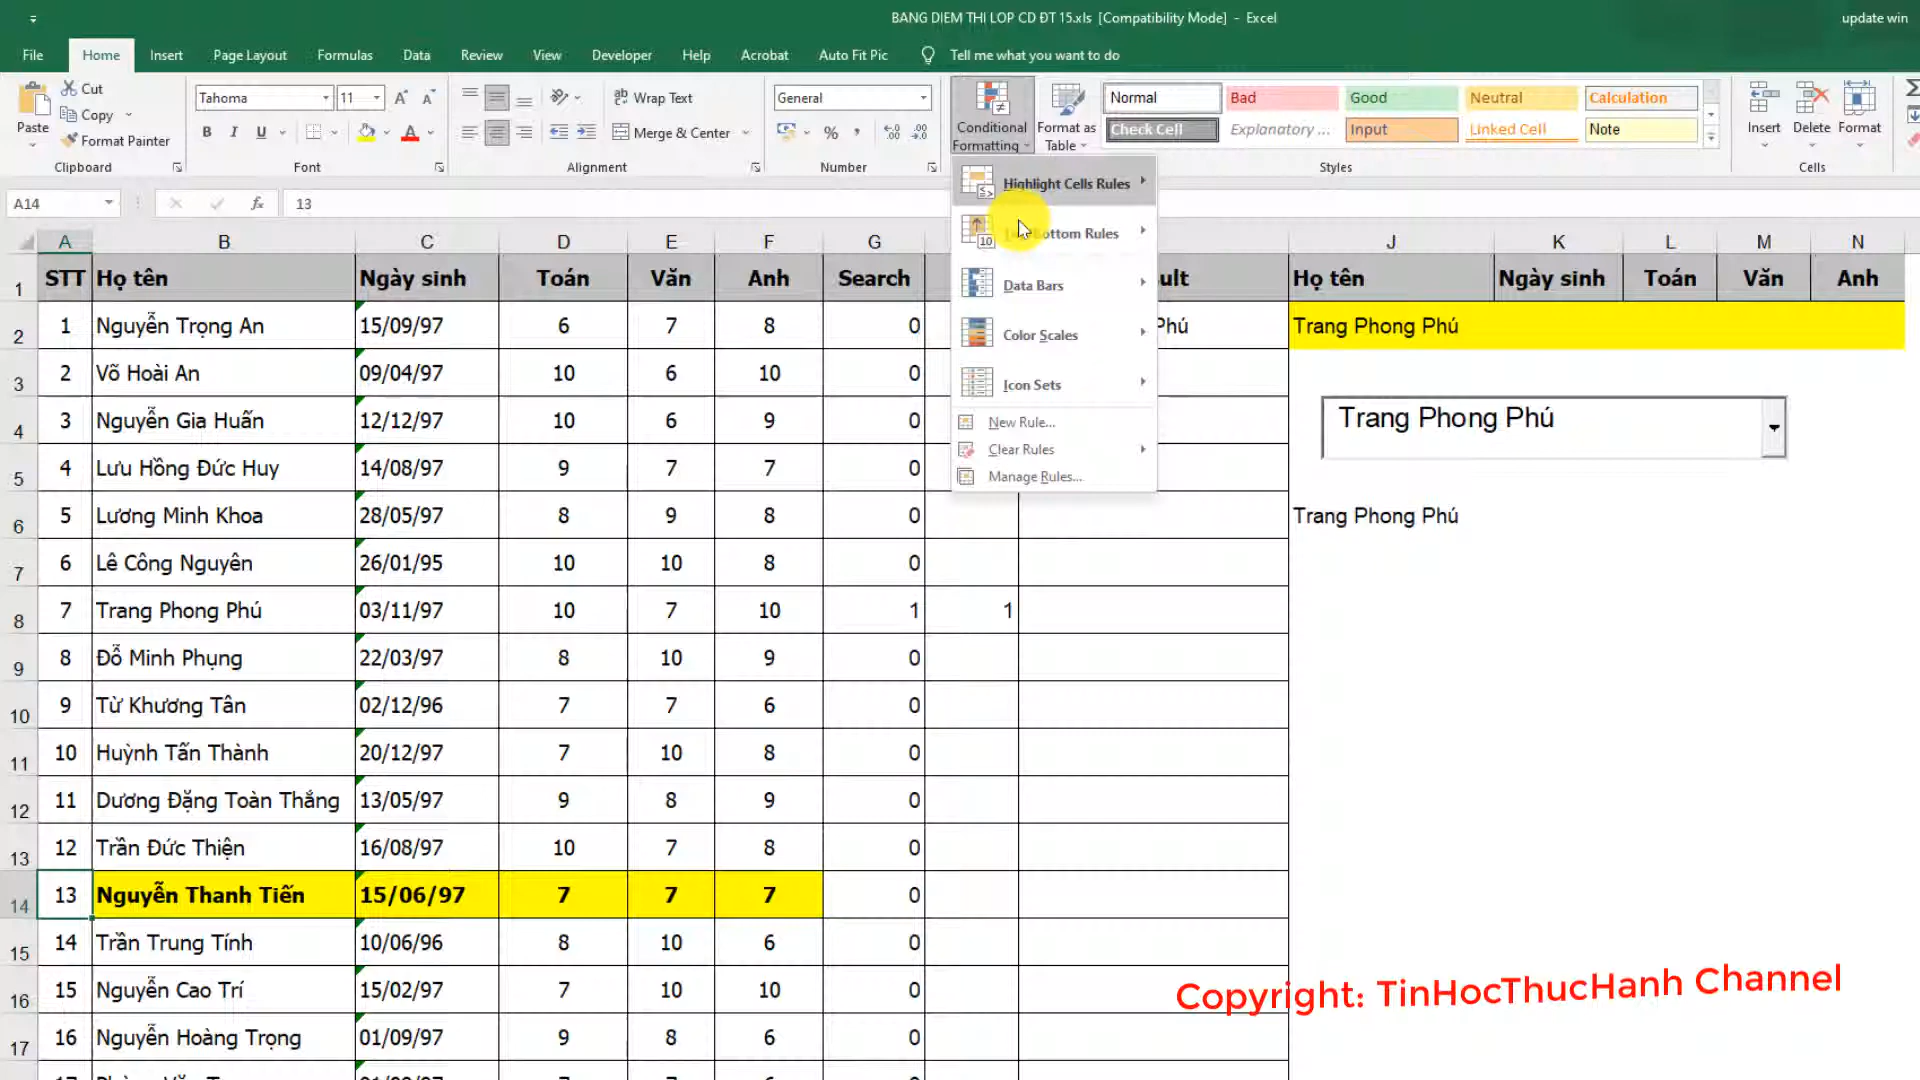 BANG DIEM THI LOP CD ĐT 15.xls [Compatibility Mode] - Excel
update win
File Home Insert Page Layout Formulas Data Review View Developer Help Acrobat Auto Fit Pic Tell me what you want to do
Paste
Cut
Copy
Format Painter
Clipboard
Tahoma 11
B I U
Font
Wrap Text
Merge & Center
Alignment
General
Number
Conditional Formatting
Format as Table
Normal Bad Good Neutral Calculation
Check Cell Explanatory ... Input Linked Cell Note
Styles
Insert Delete Format
Cells
A14 fx 13
Highlight Cells Rules
Bottom Rules
Data Bars
Color Scales
Icon Sets
New Rule...
Clear Rules
Manage Rules...
A B C D E F G J K L M N
1 STT Họ tên Ngày sinh Toán Văn Anh Search ult Họ tên Ngày sinh Toán Văn Anh
2 1 Nguyễn Trọng An 15/09/97 6 7 8 0 Phú Trang Phong Phú
3 2 Võ Hoài An 09/04/97 10 6 10 0
4 3 Nguyễn Gia Huấn 12/12/97 10 6 9 0 Trang Phong Phú
5 4 Lưu Hồng Đức Huy 14/08/97 9 7 7 0
6 5 Lương Minh Khoa 28/05/97 8 9 8 0 Trang Phong Phú
7 6 Lê Công Nguyên 26/01/95 10 10 8 0
8 7 Trang Phong Phú 03/11/97 10 7 10 1 1
9 8 Đỗ Minh Phụng 22/03/97 8 10 9 0
10 9 Từ Khương Tân 02/12/96 7 7 6 0
11 10 Huỳnh Tấn Thành 20/12/97 7 10 8 0
12 11 Dương Đặng Toàn Thắng 13/05/97 9 8 9 0
13 12 Trần Đức Thiện 16/08/97 10 7 8 0
14 13 Nguyễn Thanh Tiến 15/06/97 7 7 7 0
15 14 Trần Trung Tính 10/06/96 8 10 6 0
16 15 Nguyễn Cao Trí 15/02/97 7 10 10 0
17 16 Nguyễn Hoàng Trọng 01/09/97 9 8 6 0
Copyright: TinHocThucHanh Channel